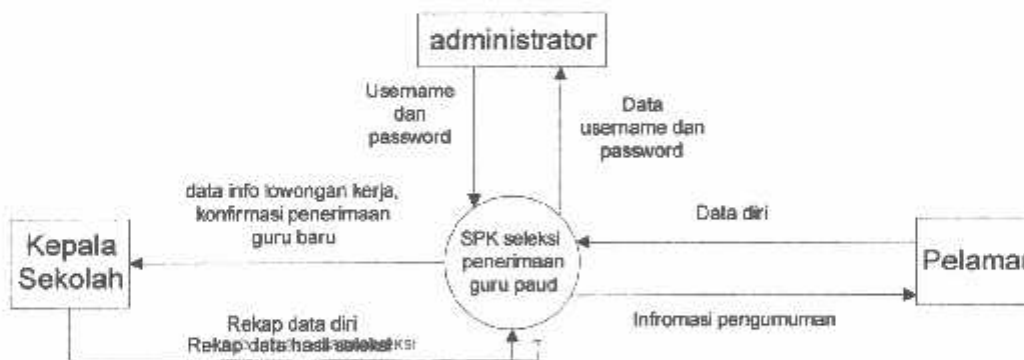 administrator
Username
dan
password
Data
username dan
password
data info lowongan kerja,
konfirmasi penerimaan
guru baru
Data diri
Kepala
Sekolah
SPK seleksi
penerimaan
guru paud
Pelamar
Infromasi pengumuman
Rekap data diri
Rekap data hasil seleksi